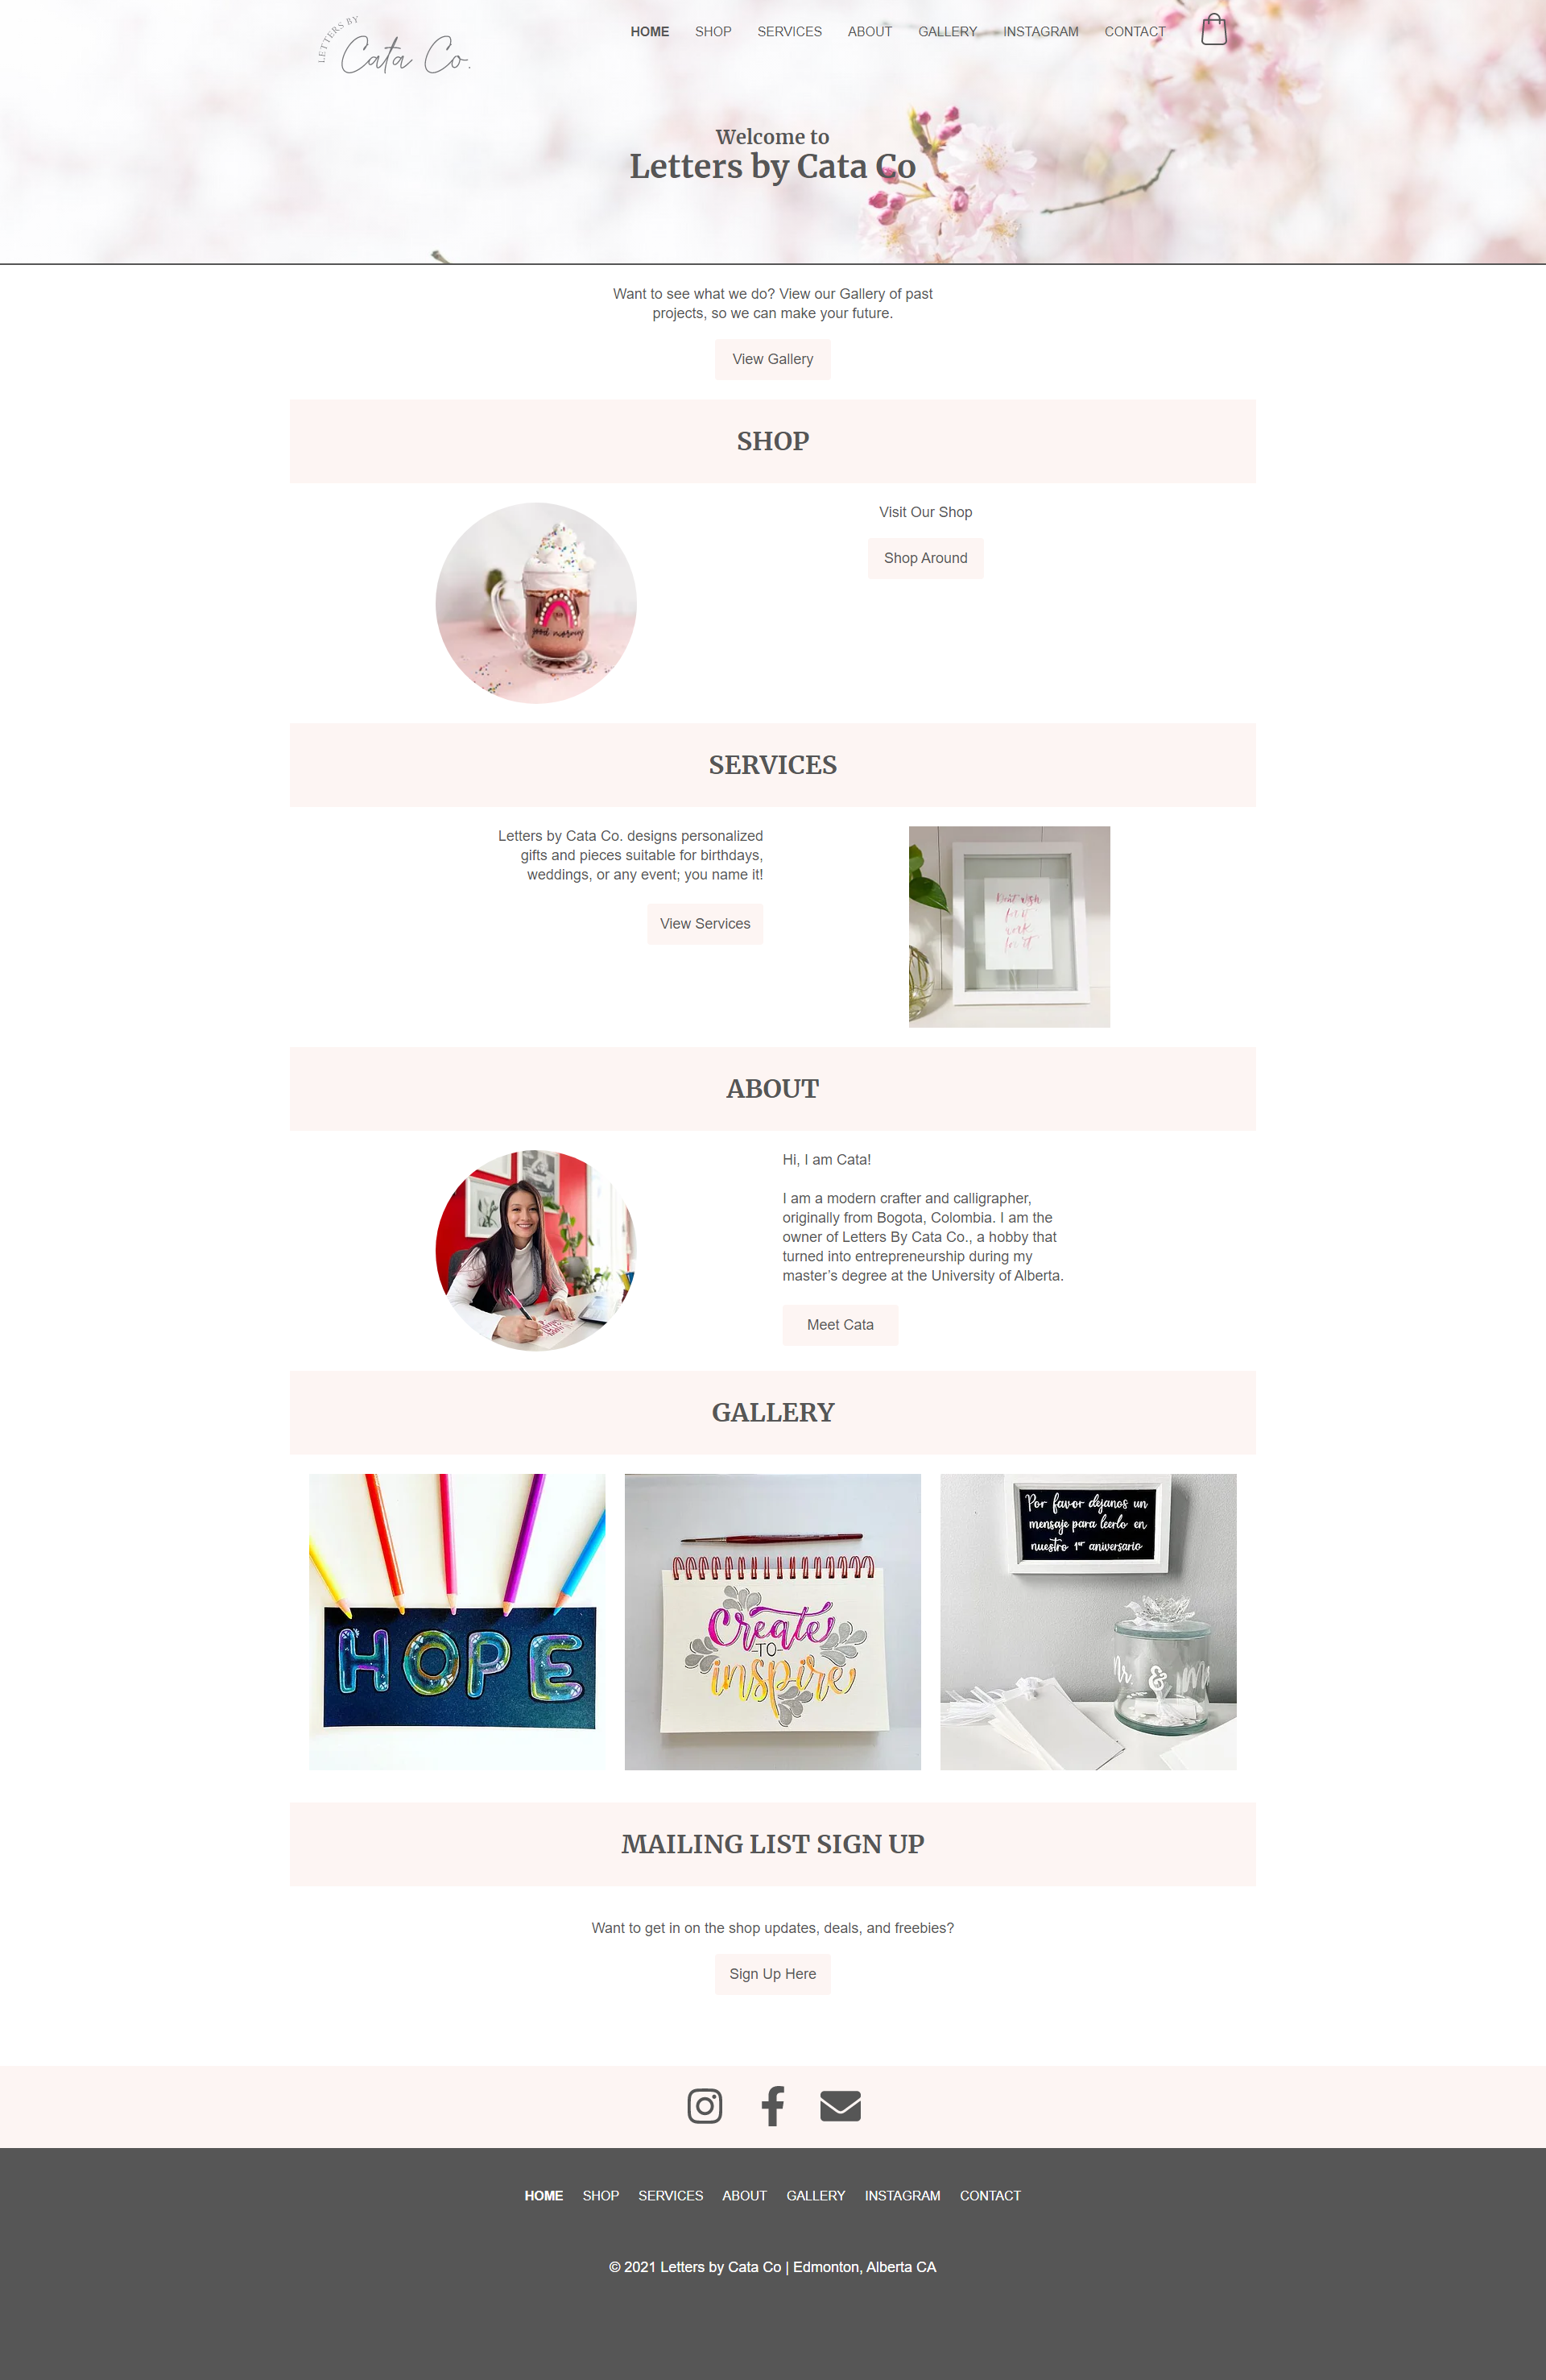 LETTERS BY
Cata Co.
HOME SHOP SERVICES ABOUT GALLERY INSTAGRAM CONTACT
Welcome to
Letters by Cata Co
Want to see what we do? View our Gallery of past
projects, so we can make your future.
View Gallery
SHOP
good morning
Visit Our Shop
Shop Around
SERVICES
Letters by Cata Co. designs personalized
gifts and pieces suitable for birthdays,
weddings, or any event; you name it!
View Services
Don't wish
for it
work
for it
ABOUT
Hi, I am Cata!
I am a modern crafter and calligrapher,
originally from Bogota, Colombia. I am the
owner of Letters By Cata Co., a hobby that
turned into entrepreneurship during my
master's degree at the University of Alberta.
Meet Cata
GALLERY
HOPE
Create
-TO-
inspire
Por favor dejanos un
mensaje para leerlo en
nuestro 1er aniversario
&
MAILING LIST SIGN UP
Want to get in on the shop updates, deals, and freebies?
Sign Up Here
HOME SHOP SERVICES ABOUT GALLERY INSTAGRAM CONTACT
© 2021 Letters by Cata Co | Edmonton, Alberta CA